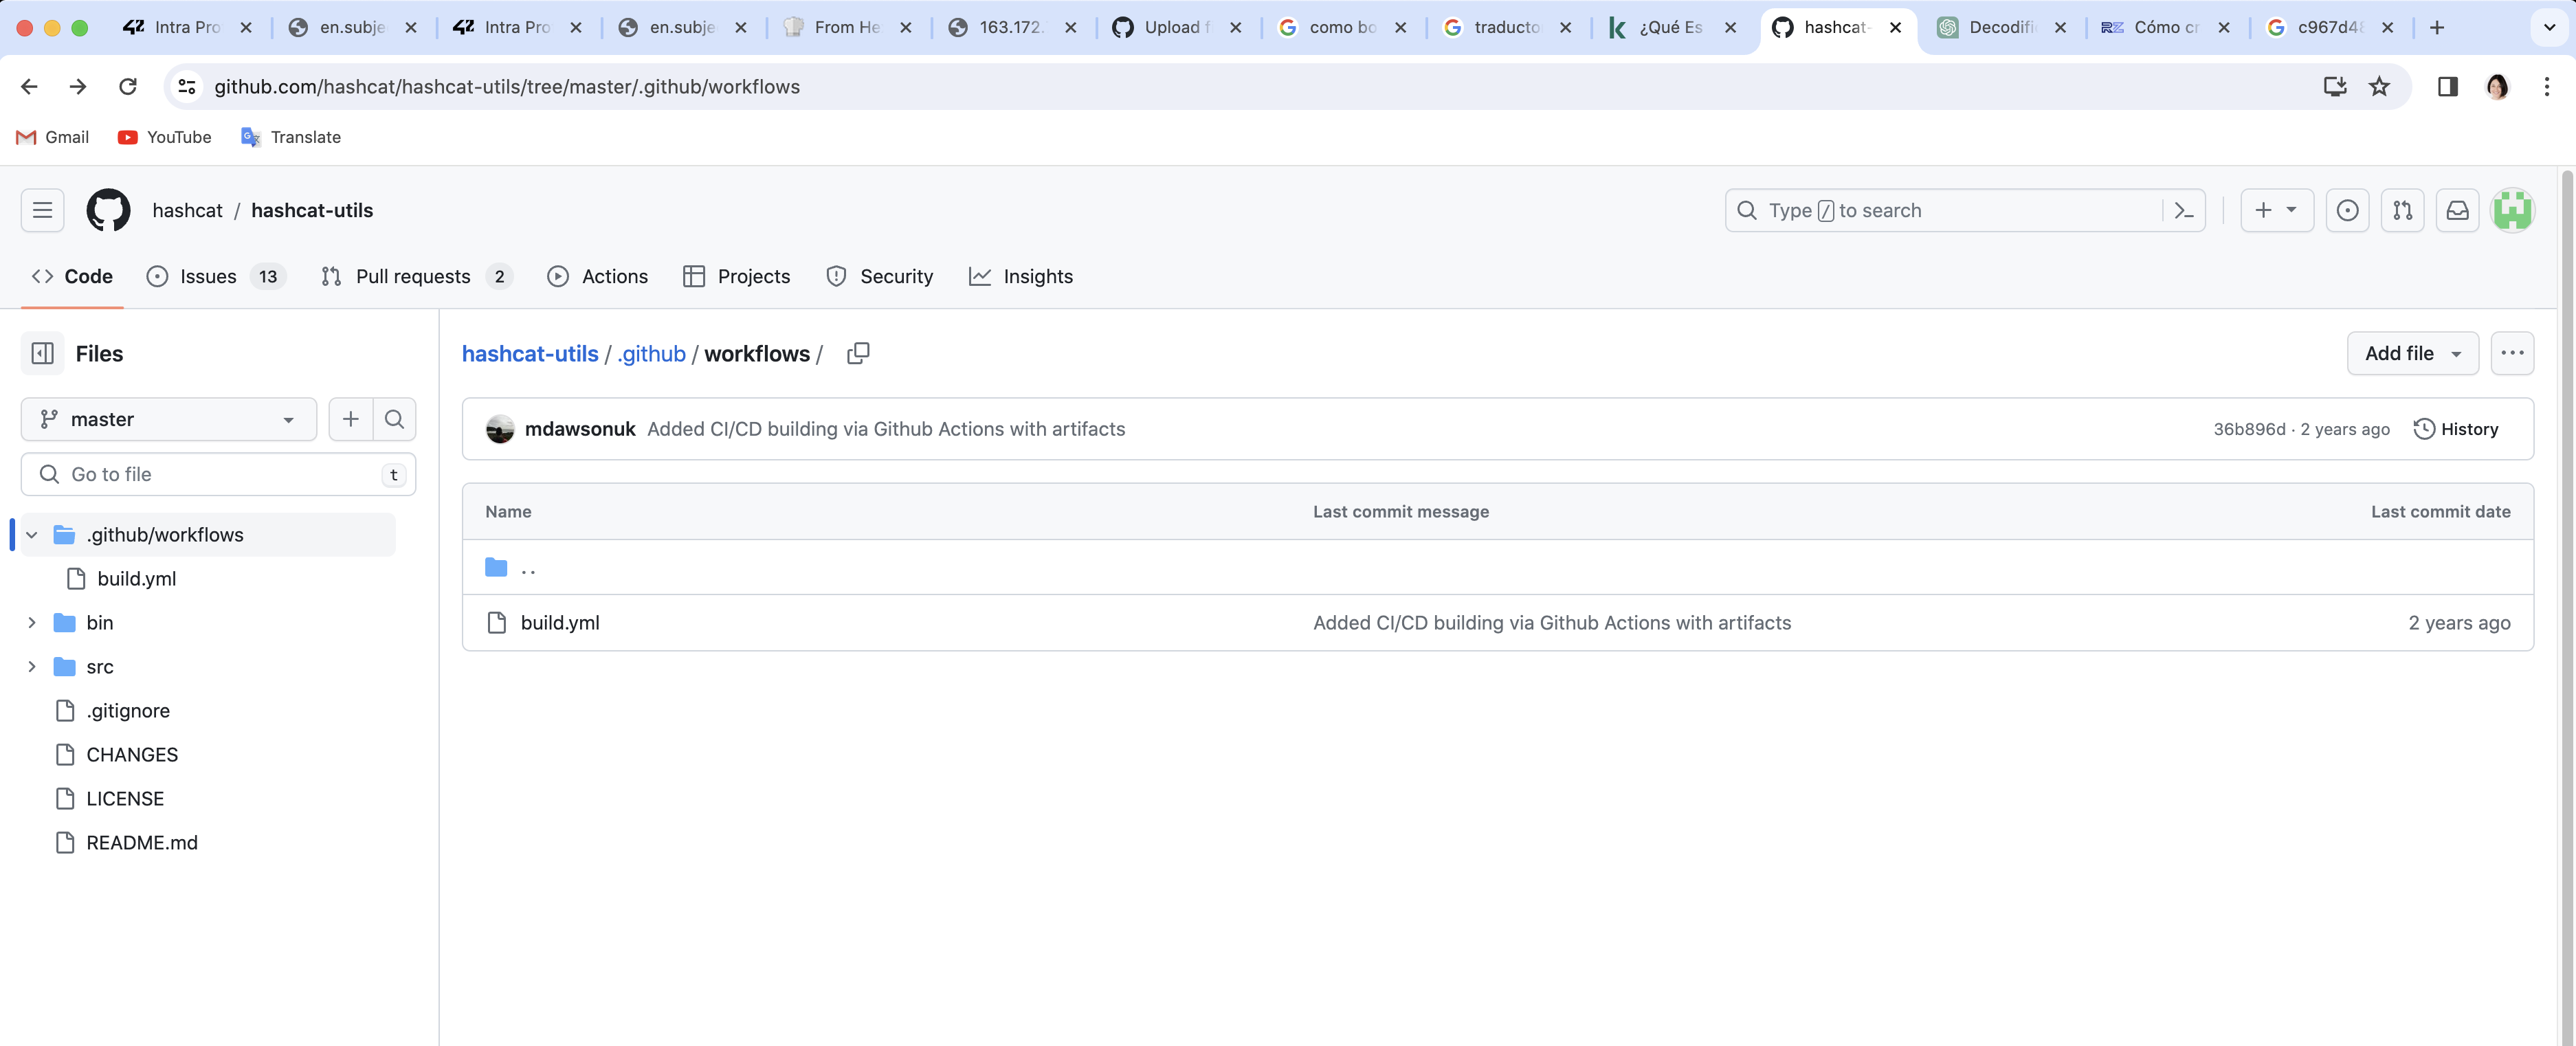 42 Intra Pro
en.subje
42 Intra Pro
en.subje
From He
163.172.
Upload f
como bo
traducto
¿Qué Es
hashcat-
Decodifi
RZ Cómo cr
c967d48
github.com/hashcat/hashcat-utils/tree/master/.github/workflows
Gmail
YouTube
Translate
hashcat / hashcat-utils
Type / to search
Code
Issues 13
Pull requests 2
Actions
Projects
Security
Insights
Files
master
Go to file t
.github/workflows
build.yml
bin
src
.gitignore
CHANGES
LICENSE
README.md
hashcat-utils / .github / workflows /
Add file
mdawsonuk Added CI/CD building via Github Actions with artifacts 36b896d · 2 years ago History
Name Last commit message Last commit date
..
build.yml Added CI/CD building via Github Actions with artifacts 2 years ago